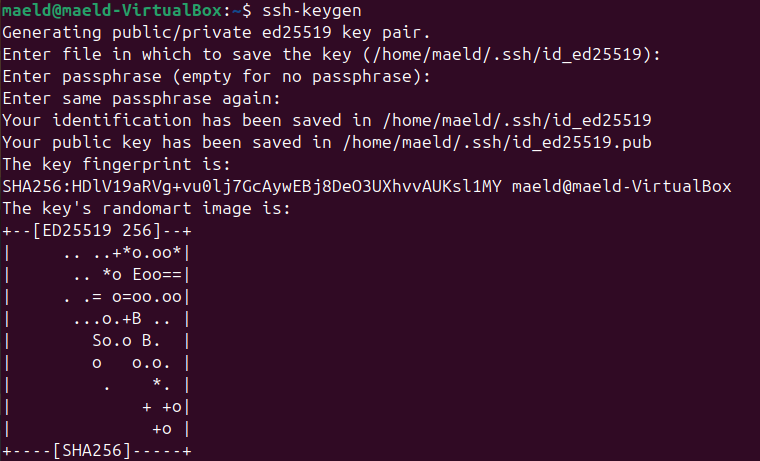 maeld@maeld-VirtualBox:~$ ssh-keygen
Generating public/private ed25519 key pair.
Enter file in which to save the key (/home/maeld/.ssh/id_ed25519):
Enter passphrase (empty for no passphrase):
Enter same passphrase again:
Your identification has been saved in /home/maeld/.ssh/id_ed25519
Your public key has been saved in /home/maeld/.ssh/id_ed25519.pub
The key fingerprint is:
SHA256:HDlV19aRVg+vu0lj7GcAywEBj8DeO3UXhvvAUKsl1MY maeld@maeld-VirtualBox
The key's randomart image is:
+--[ED25519 256]--+
|     .. ..+*o.oo*|
|      .. *o Eoo==|
|     . .= o=oo.oo|
|      ...o.+B .. |
|        So.o B.  |
|        o   o.o. |
|         .    *. |
|             + +o|
|              +o |
+----[SHA256]-----+